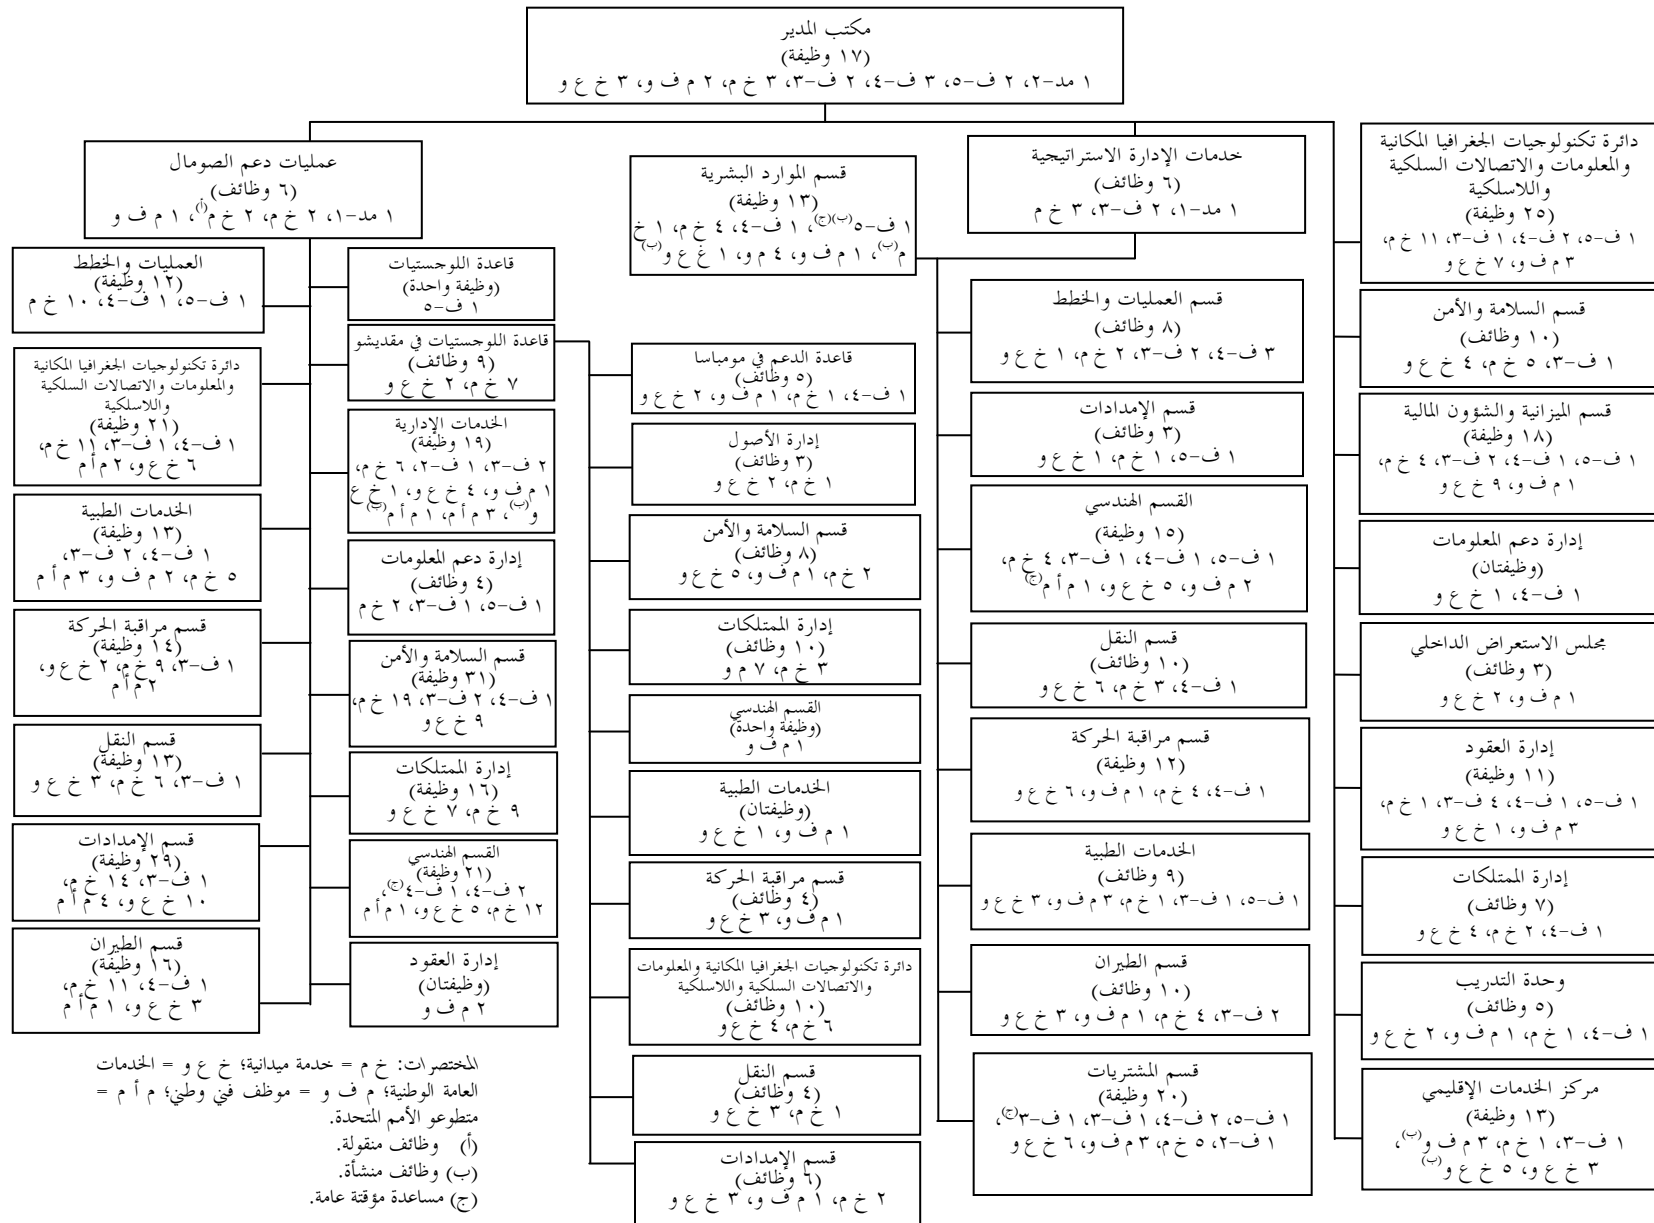 مكتب المدير
(١٧ وظيفة)
١ مد-٢، ٢ ف-٥، ٣ ف-٤، ٢ ف-٣، ٣ خ م، ٢ م ف و، ٣ خ ع و
دائرة تكنولوجيات الجغرافيا المكانية
والمعلومات والاتصالات السلكية
واللاسلكية
(٢٥ وظيفة)
١ ف-٥، ٢ ف-٤، ١ ف-٣، ١١ خ م،
٣ م ف و، ٧ خ ع و
قسم السلامة والأمن
(١٠ وظائف)
١ ف-٣، ٥ خ م، ٤ خ ع و
قسم الميزانية والشؤون المالية
(١٨ وظيفة)
١ ف-٥، ١ ف-٤، ٢ ف-٣، ٤ خ م،
١ م ف و، ٩ خ ع و
إدارة دعم المعلومات
(وظيفتان)
١ ف-٤، ١ خ ع و
مجلس الاستعراض الداخلي
(٣ وظائف)
١ م ف و، ٢ خ ع و
إدارة العقود
(١١ وظيفة)
١ ف-٥، ١ ف-٤، ٤ ف-٣، ١ خ م،
٣ م ف و، ١ خ ع و
إدارة الممتلكات
(٧ وظائف)
١ ف-٤، ٢ خ م، ٤ خ ع و
وحدة التدريب
(٥ وظائف)
١ ف-٤، ١ خ م، ١ م ف و، ٢ خ ع و
مركز الخدمات الإقليمي
(١٣ وظيفة)
١ ف-٣، ١ خ م، ٣ م ف و(ب)،
٣ خ ع و، ٥ خ ع و(ب)
خدمات الإدارة الاستراتيجية
(٦ وظائف)
١ مد-١، ٢ ف-٣، ٣ خ م
قسم الموارد البشرية
(١٣ وظيفة)
١ ف-٥(ب)(ج)، ١ ف-٤، ٤ خ م، ١ خ
م(ب)، ١ م ف و، ٤ م و، ١ غ ع و(ب)
قسم العمليات والخطط
(٨ وظائف)
٣ ف-٤، ٢ ف-٣، ٢ خ م، ١ خ ع و
قسم الإمدادات
(٣ وظائف)
١ ف-٥، ١ خ م، ١ خ ع و
القسم الهندسي
(١٥ وظيفة)
١ ف-٥، ١ ف-٤، ١ ف-٣، ٤ خ م،
٢ م ف و، ٥ خ ع و، ١ م أ م(ج)
قسم النقل
(١٠ وظائف)
١ ف-٤، ٣ خ م، ٦ خ ع و
قسم مراقبة الحركة
(١٢ وظيفة)
١ ف-٤، ٤ خ م، ١ م ف و، ٦ خ ع و
الخدمات الطبية
(٩ وظائف)
١ ف-٥، ١ ف-٣، ١ خ م، ٣ م ف و، ٣ خ ع و
قسم الطيران
(١٠ وظائف)
٢ ف-٣، ٤ خ م، ١ م ف و، ٣ خ ع و
قسم المشتريات
(٢٠ وظيفة)
١ ف-٥، ٢ ف-٤، ١ ف-٣، ١ ف-٣(ج)،
١ ف-٢، ٥ خ م، ٣ م ف و، ٦ خ ع و
عمليات دعم الصومال
(٦ وظائف)
١ مد-١، ٢ خ م، ٢ خ م(أ)، ١ م ف و
قاعدة اللوجستيات
(وظيفة واحدة)
١ ف-٥
قاعدة اللوجستيات في مقديشو
(٩ وظائف)
٧ خ م، ٢ خ ع و
الخدمات الإدارية
(١٩ وظيفة)
٢ ف-٣، ١ ف-٢، ٦ خ م،
١ م ف و، ٤ خ ع و، ١ خ ع
و(ب)، ٣ م أ م، ١ م أ م(ب)
إدارة دعم المعلومات
(٤ وظائف)
١ ف-٥، ١ ف-٣، ٢ خ م
قسم السلامة والأمن
(٣١ وظيفة)
١ ف-٤، ٢ ف-٣، ١٩ خ م،
٩ خ ع و
إدارة الممتلكات
(١٦ وظيفة)
٩ خ م، ٧ خ ع و
القسم الهندسي
(٢١ وظيفة)
٢ ف-٤، ١ ف-٤(ج)،
١٢ خ م، ٥ خ ع و، ١ م أ م
إدارة العقود
(وظيفتان)
٢ م ف و
العمليات والخطط
(١٢ وظيفة)
١ ف-٥، ١ ف-٤، ١٠ خ م
دائرة تكنولوجيات الجغرافيا المكانية
والمعلومات والاتصالات السلكية
واللاسلكية
(٢١ وظيفة)
١ ف-٤، ١ ف-٣، ١١ خ م،
٦ خ ع و، ٢ م أ م
الخدمات الطبية
(١٣ وظيفة)
١ ف-٤، ٢ ف-٣،
٥ خ م، ٢ م ف و، ٣ م أ م
قسم مراقبة الحركة
(١٤ وظيفة)
١ ف-٣، ٩ خ م، ٢ خ ع و،
٢ م أ م
قسم النقل
(١٣ وظيفة)
١ ف-٣، ٦ خ م، ٣ خ ع و
قسم الإمدادات
(٢٩ وظيفة)
١ ف-٣، ١٤ خ م،
١٠ خ ع و، ٤ م أ م
قسم الطيران
(١٦ وظيفة)
١ ف-٤، ١١ خ م،
٣ خ ع و، ١ م أ م
قاعدة الدعم في مومباسا
(٥ وظائف)
١ ف-٤، ١ خ م، ١ م ف و، ٢ خ ع و
إدارة الأصول
(٣ وظائف)
١ خ م، ٢ خ ع و
قسم السلامة والأمن
(٨ وظائف)
٢ خ م، ١ م ف و، ٥ خ ع و
إدارة الممتلكات
(١٠ وظائف)
٣ خ م، ٧ م و
القسم الهندسي
(وظيفة واحدة)
١ م ف و
الخدمات الطبية
(وظيفتان)
١ م ف و، ١ خ ع و
قسم مراقبة الحركة
(٤ وظائف)
١ م ف و، ٣ خ ع و
دائرة تكنولوجيات الجغرافيا المكانية والمعلومات
والاتصالات السلكية واللاسلكية
(١٠ وظائف)
٦ خ م، ٤ خ ع و
قسم النقل
(٤ وظائف)
١ خ م، ٣ خ ع و
قسم الإمدادات
(٦ وظائف)
٢ خ م، ١ م ف و، ٣ خ ع و
المختصرات: خ م = خدمة ميدانية؛ خ ع و = الخدمات
العامة الوطنية؛ م ف و = موظف فني وطني؛ م أ م =
متطوعو الأمم المتحدة.
(أ) وظائف منقولة.
(ب) وظائف منشأة.
(ج) مساعدة مؤقتة عامة.